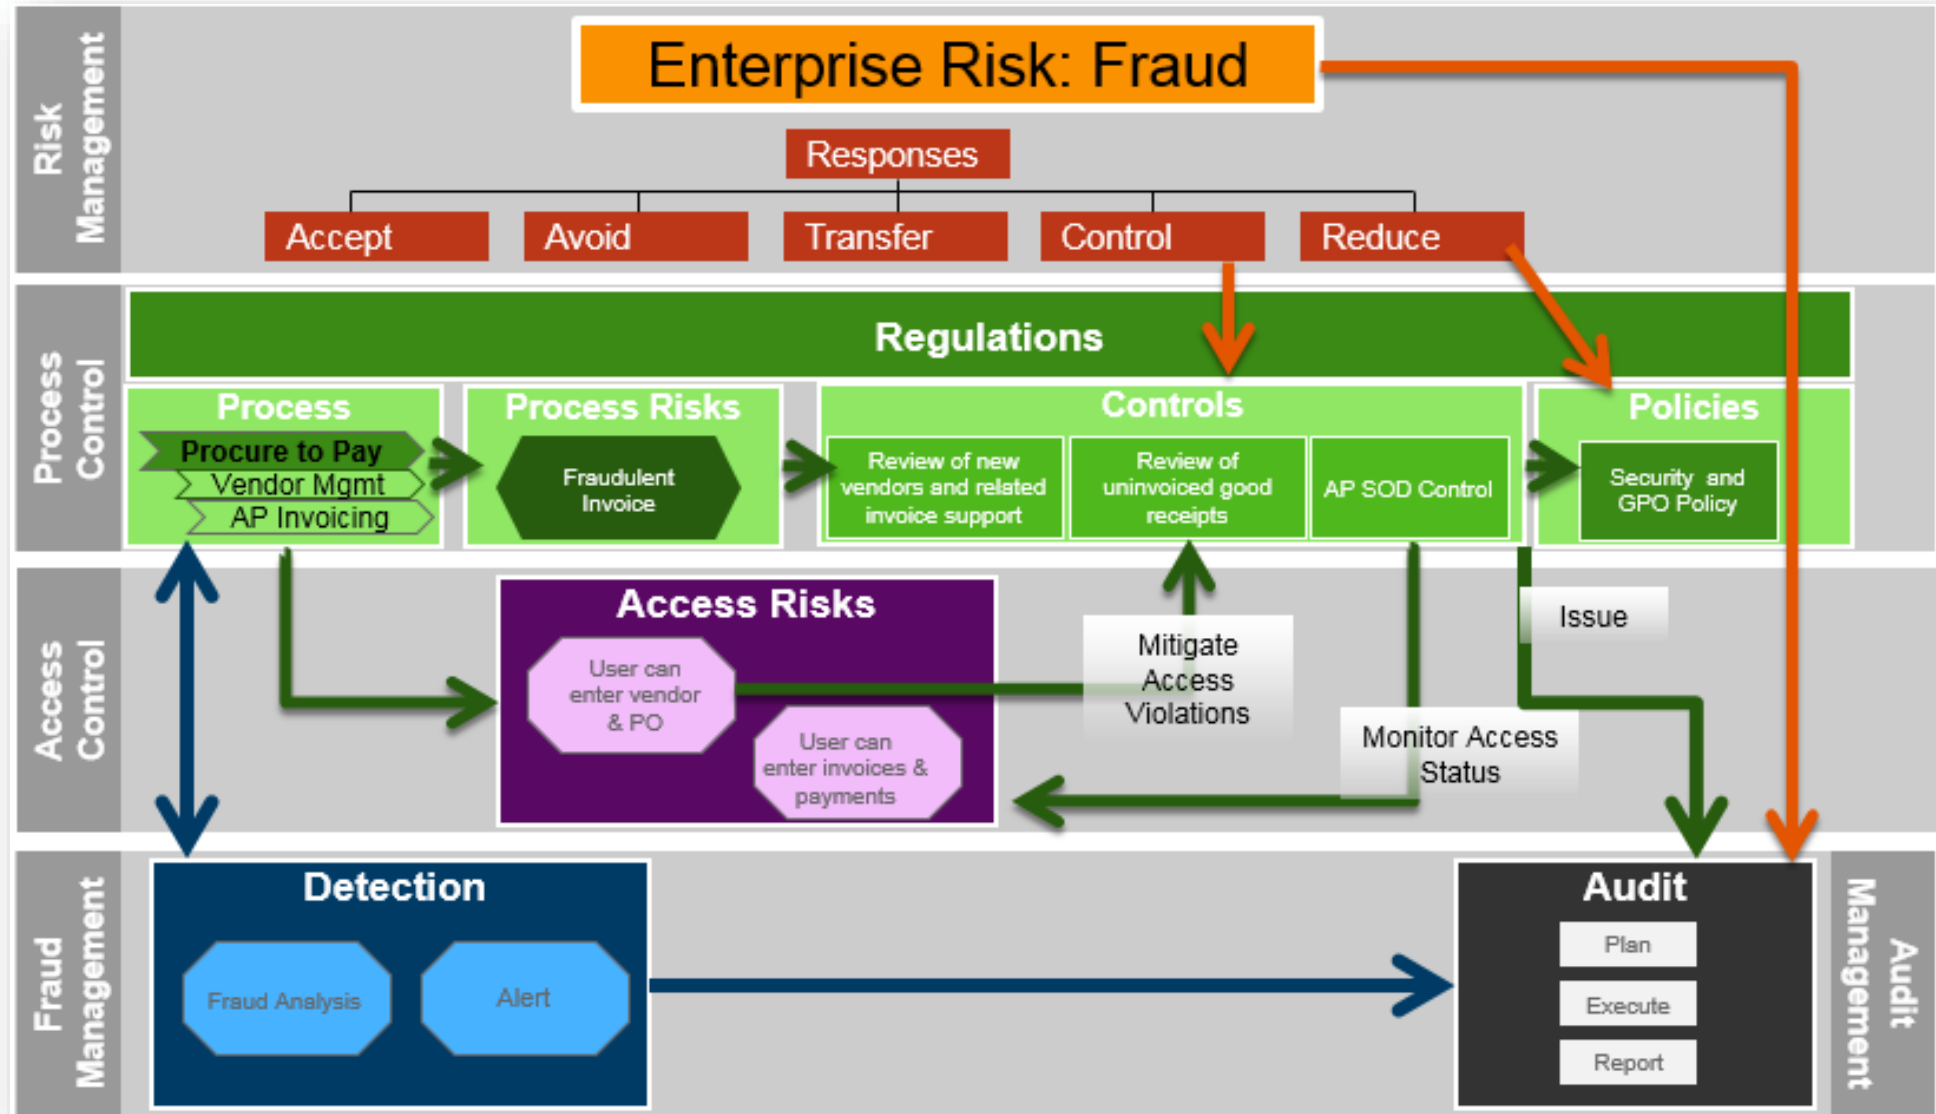 Risk
Management
Enterprise Risk: Fraud
Responses
Accept
Avoid
Transfer
Control
Reduce
Process
Control
Regulations
Process
Procure to Pay
Vendor Mgmt
AP Invoicing
Process Risks
Fraudulent
Invoice
Controls
Review of new
vendors and related
invoice support
Review of
uninvoiced good
receipts
AP SOD Control
Policies
Security and
GPO Policy
Access
Control
Access Risks
User can
enter vendor
& PO
User can
enter invoices &
payments
Mitigate
Access
Violations
Monitor Access
Status
Issue
Fraud
Management
Detection
Fraud Analysis
Alert
Audit
Plan
Execute
Report
Audit
Management